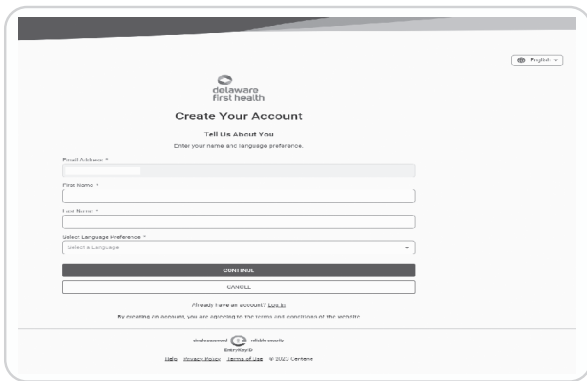 English
delaware
first health
Create Your Account
Tell Us About You
Enter your name and language preference.
Email Address *
First Name *
Last Name *
Select Language Preference *
Select a Language
CONTINUE
CANCEL
Already have an account? Log In
By creating an account, you are agreeing to the terms and conditions of the website
Help Privacy Policy Terms of Use © 2025 Centene